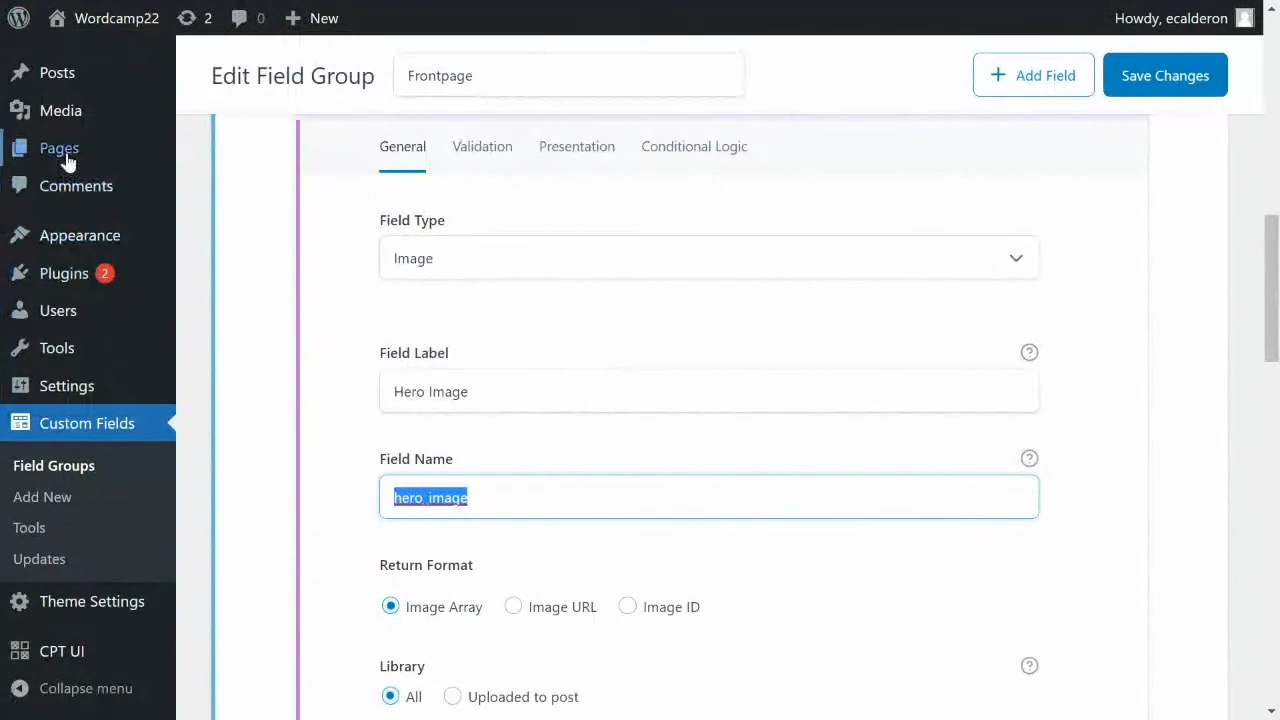 Wordcamp22 2 0 New Howdy, ecalderon
Posts
Media
Pages
Comments
Appearance
Plugins 2
Users
Tools
Settings
Custom Fields
Field Groups
Add New
Tools
Updates
Theme Settings
CPT UI
Collapse menu
Edit Field Group Frontpage + Add Field Save Changes
General Validation Presentation Conditional Logic
Field Type
Image
Field Label
Hero Image
Field Name
hero_image
Return Format
Image Array Image URL Image ID
Library
All Uploaded to post